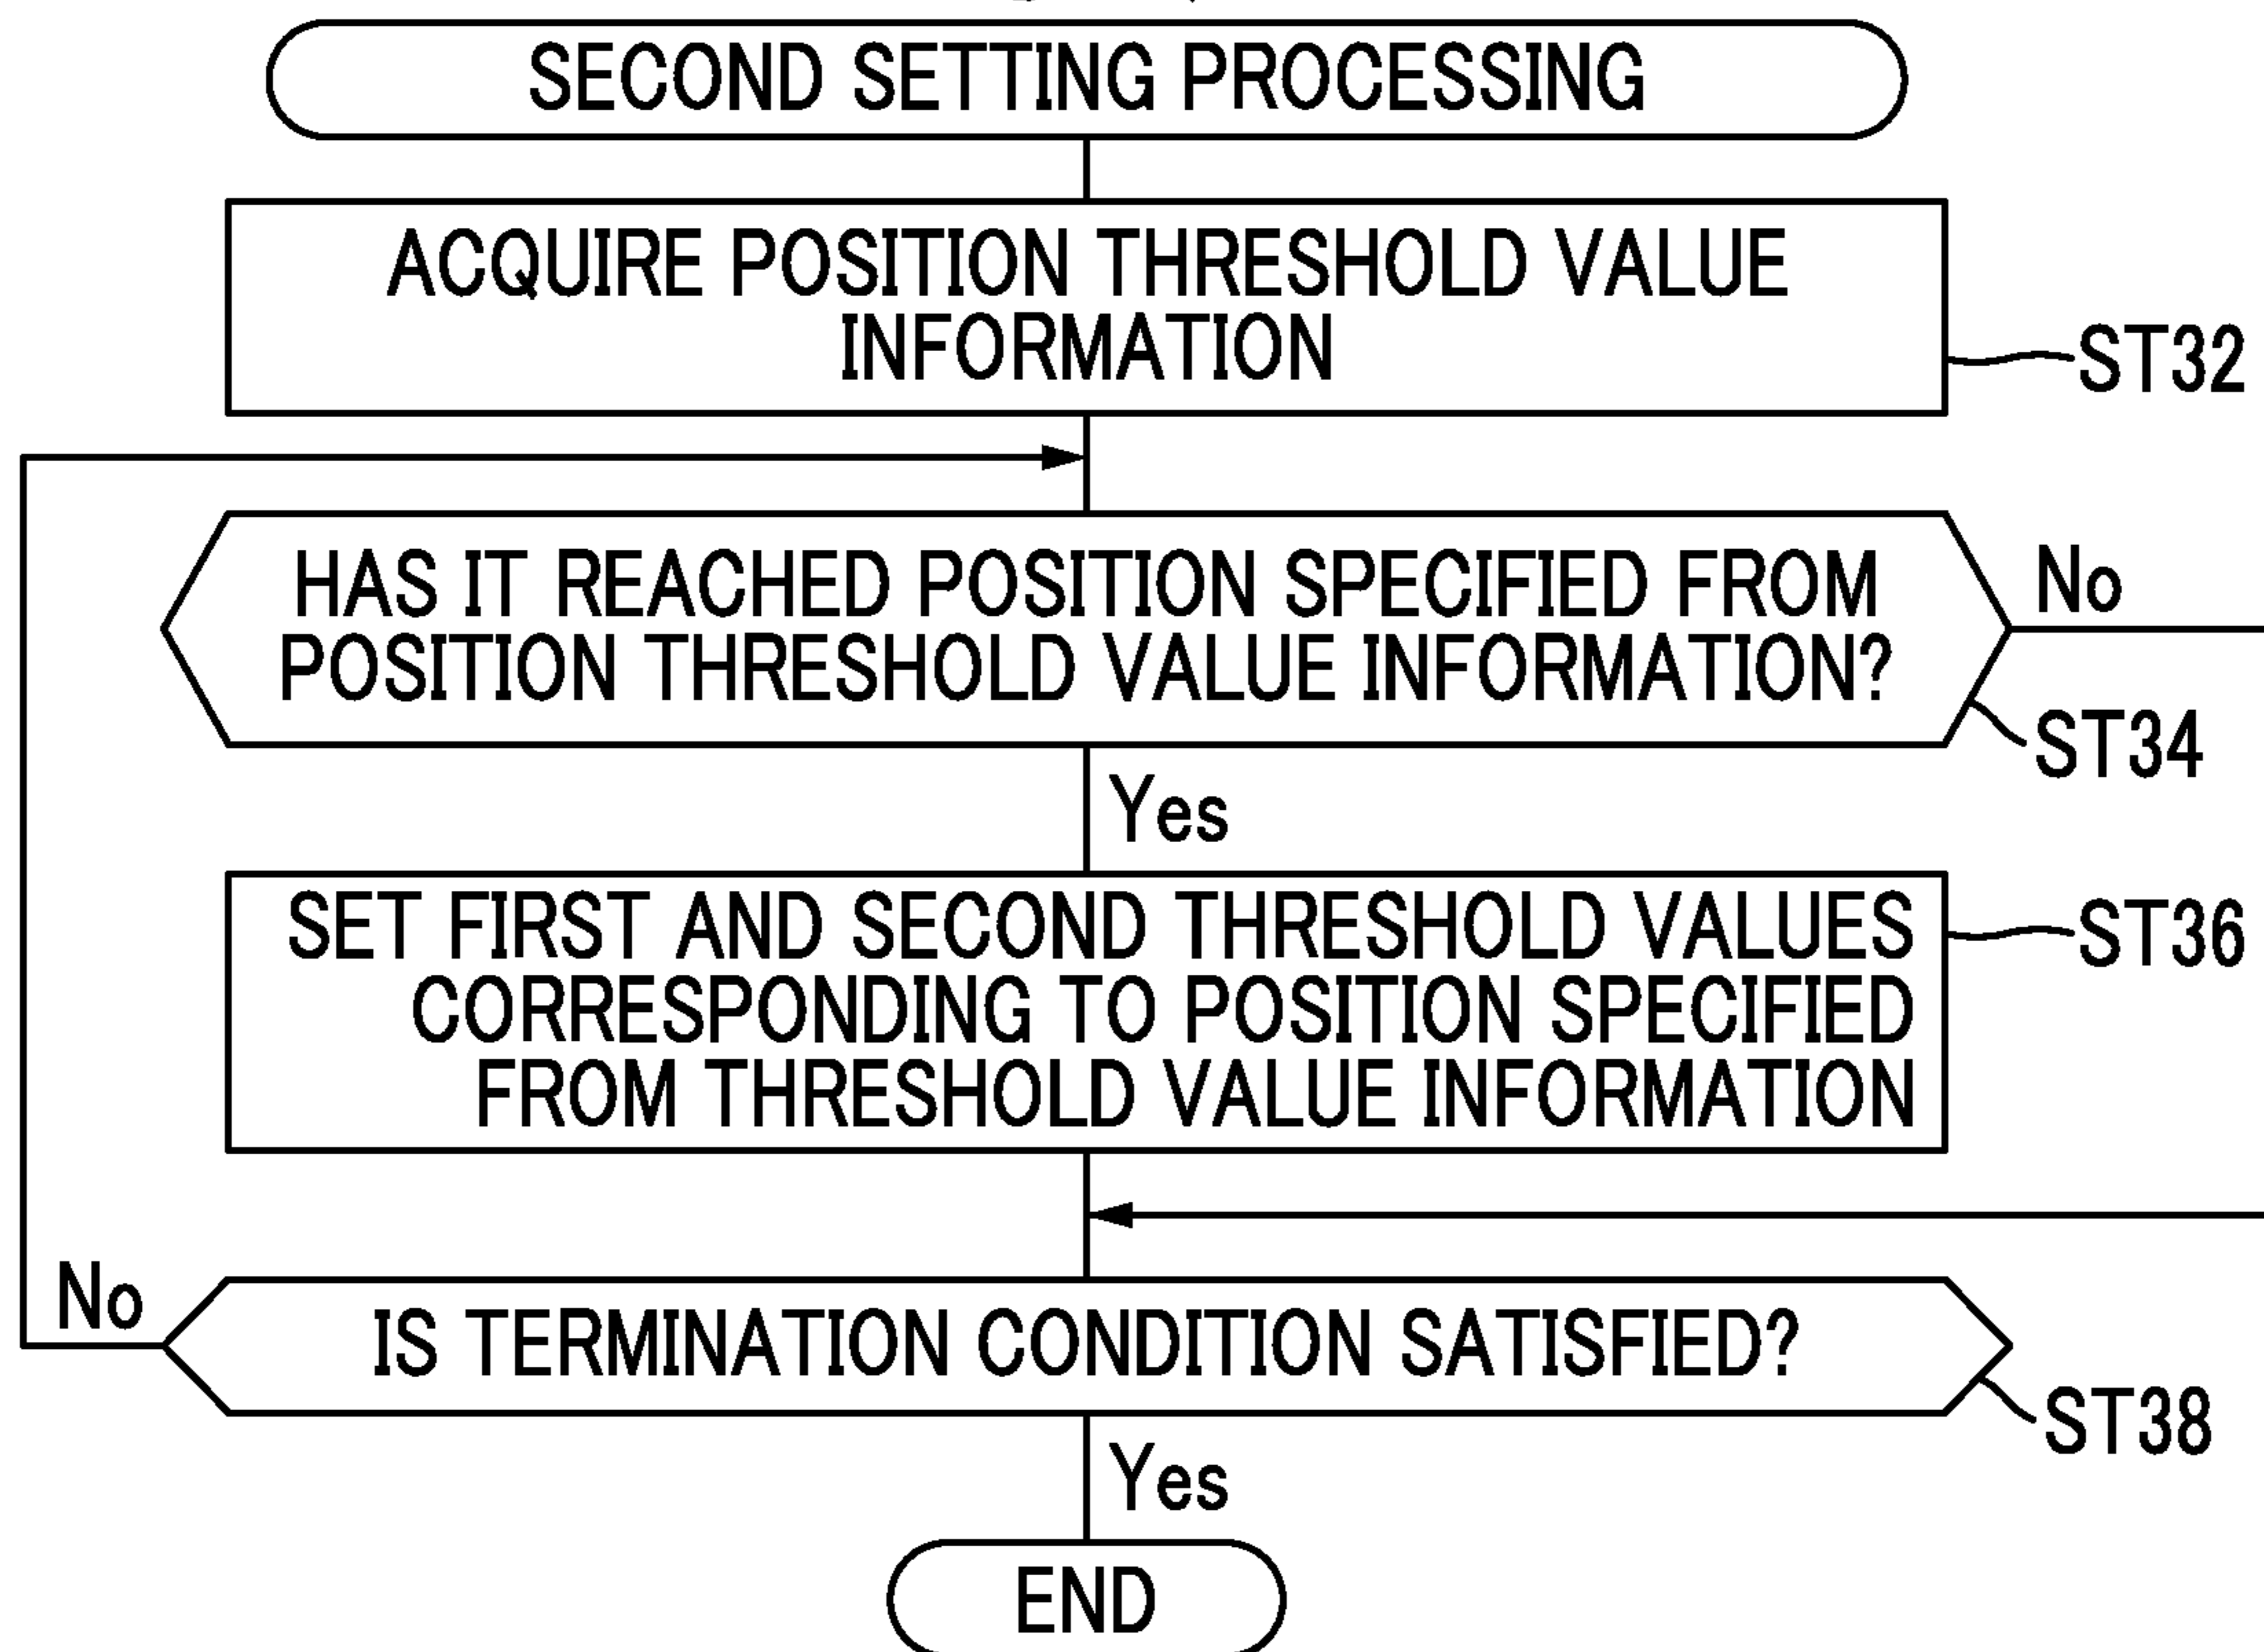 SECOND SETTING PROCESSING
ACQUIRE POSITION THRESHOLD VALUE
INFORMATION
ST32
HAS IT REACHED POSITION SPECIFIED FROM
POSITION THRESHOLD VALUE INFORMATION?
No
ST34
Yes
SET FIRST AND SECOND THRESHOLD VALUES
CORRESPONDING TO POSITION SPECIFIED
FROM THRESHOLD VALUE INFORMATION
ST36
No
IS TERMINATION CONDITION SATISFIED?
ST38
Yes
END